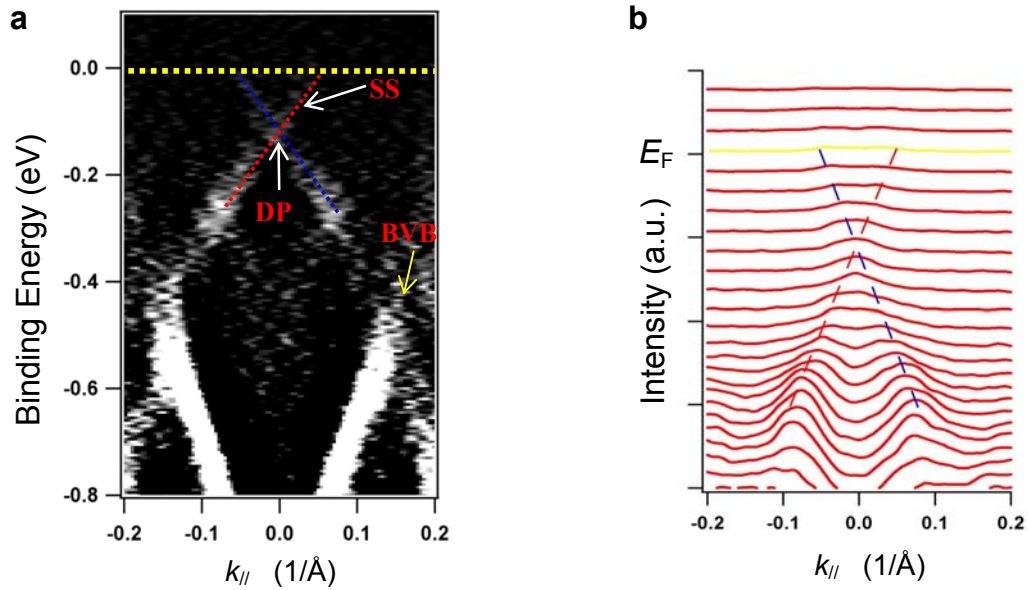 a
0.0
-0.2
-0.4
-0.6
-0.8
Binding Energy (eV)
SS
DP
BVB
-0.2
-0.1
0.0
0.1
0.2
k// (1/Å)
b
EF
Intensity (a.u.)
-0.2
-0.1
0.0
0.1
0.2
k// (1/Å)